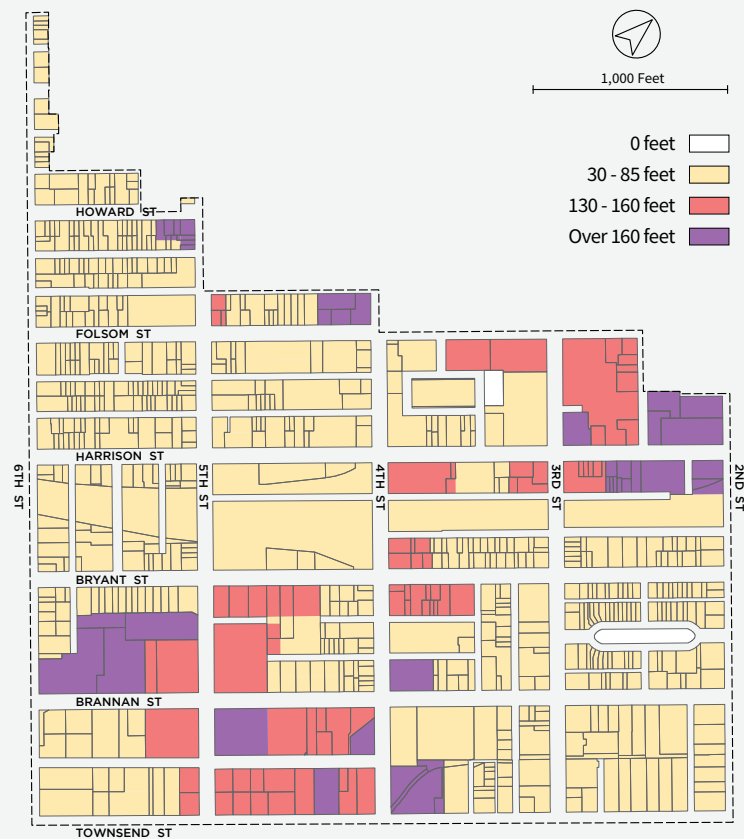 1,000 Feet
0 feet
30 - 85 feet
130 - 160 feet
Over 160 feet
HOWARD ST
FOLSOM ST
HARRISON ST
6TH ST
5TH ST
4TH ST
3RD ST
2ND ST
BRYANT ST
BRANNAN ST
TOWNSEND ST